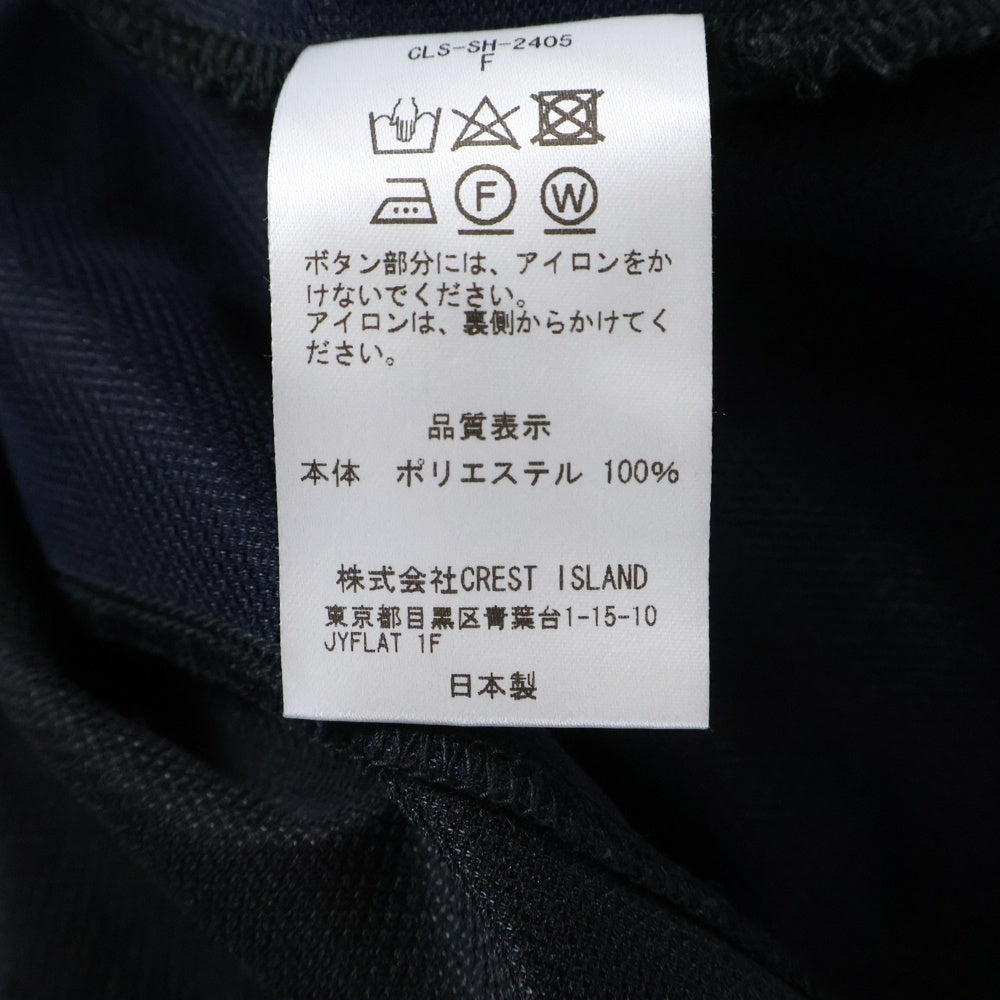 CLS-SH-2405
F
F W
ボタン部分には、アイロンをか
けないでください。
アイロンは、裏側からかけてく
ださい。
品質表示
本体 ポリエステル 100%
株式会社CREST ISLAND
東京都目黒区青葉台1-15-10
JYFLAT 1F
日本製